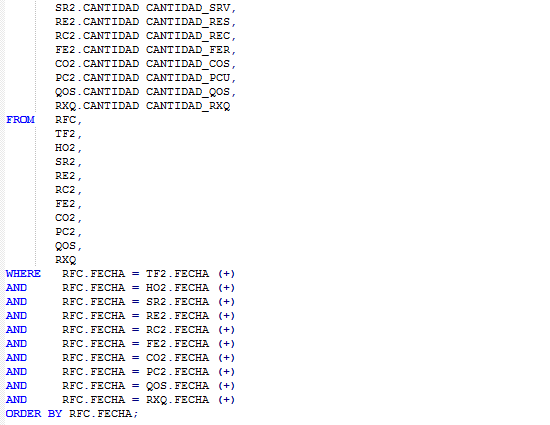 SR2.CANTIDAD CANTIDAD_SRV,
RE2.CANTIDAD CANTIDAD_RES,
RC2.CANTIDAD CANTIDAD_REC,
FE2.CANTIDAD CANTIDAD_FER,
CO2.CANTIDAD CANTIDAD_COS,
PC2.CANTIDAD CANTIDAD_PCU,
QOS.CANTIDAD CANTIDAD_QOS,
RXQ.CANTIDAD CANTIDAD_RXQ
FROM RFC,
TF2,
HO2,
SR2,
RE2,
RC2,
FE2,
CO2,
PC2,
QOS,
RXQ
WHERE RFC.FECHA = TF2.FECHA (+)
AND RFC.FECHA = HO2.FECHA (+)
AND RFC.FECHA = SR2.FECHA (+)
AND RFC.FECHA = RE2.FECHA (+)
AND RFC.FECHA = RC2.FECHA (+)
AND RFC.FECHA = FE2.FECHA (+)
AND RFC.FECHA = CO2.FECHA (+)
AND RFC.FECHA = PC2.FECHA (+)
AND RFC.FECHA = QOS.FECHA (+)
AND RFC.FECHA = RXQ.FECHA (+)
ORDER BY RFC.FECHA;